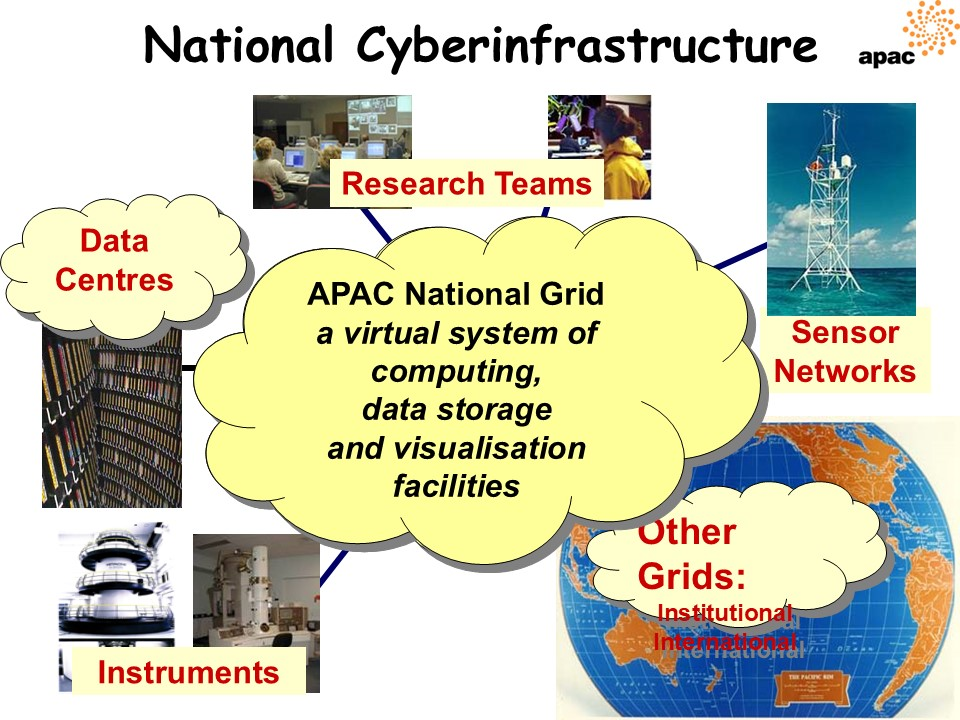 National Cyberinfrastructure
apac
Research Teams
Data
Centres
APAC National Grid
a virtual system of
computing,
data storage
and visualisation
facilities
Sensor
Networks
Other
Grids:
Institutional
International
THE PACIFIC RIM
Instruments